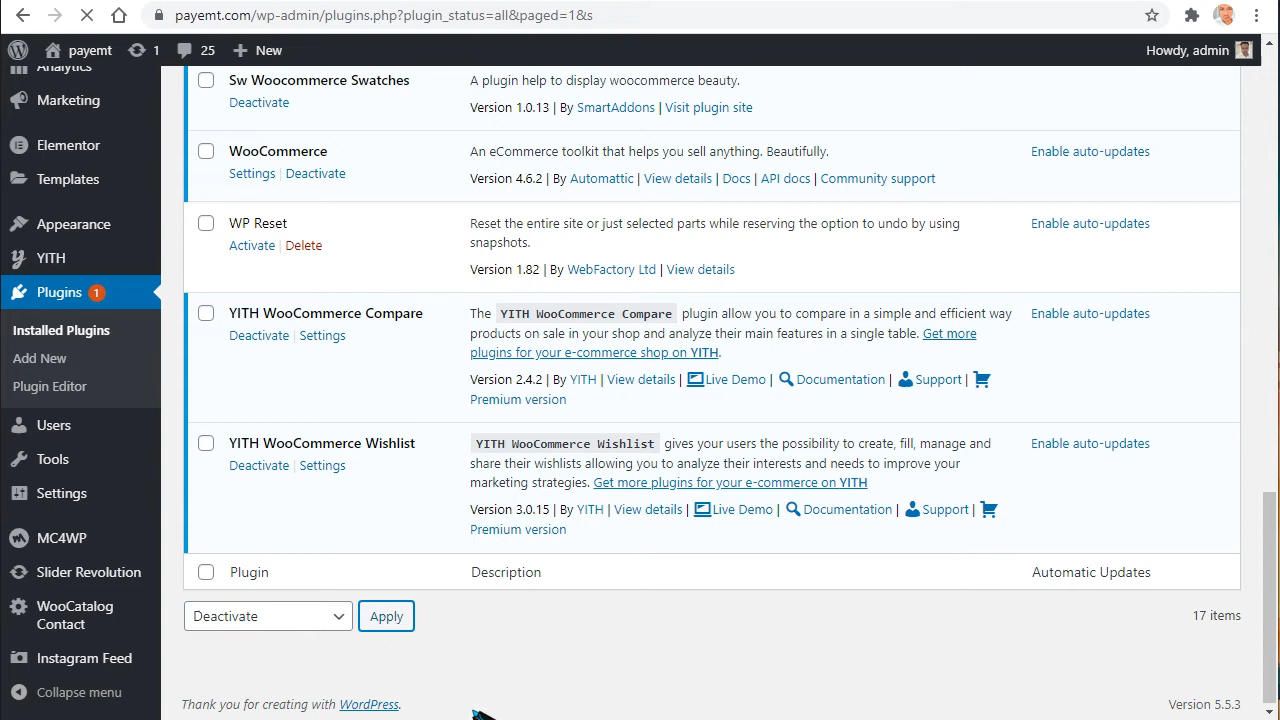 payemt.com/wp-admin/plugins.php?plugin_status=all&paged=1&s
payemt 1 25 New Howdy, admin
Analytics
Marketing
Elementor
Templates
Appearance
YITH
Plugins 1
Installed Plugins
Add New
Plugin Editor
Users
Tools
Settings
MC4WP
Slider Revolution
WooCatalog
Contact
Instagram Feed
Collapse menu
Sw Woocommerce Swatches A plugin help to display woocommerce beauty.
Deactivate
Version 1.0.13 | By SmartAddons | Visit plugin site
WooCommerce An eCommerce toolkit that helps you sell anything. Beautifully. Enable auto-updates
Settings | Deactivate
Version 4.6.2 | By Automattic | View details | Docs | API docs | Community support
WP Reset Reset the entire site or just selected parts while reserving the option to undo by using Enable auto-updates
Activate | Delete snapshots.
Version 1.82 | By WebFactory Ltd | View details
YITH WooCommerce Compare The YITH WooCommerce Compare plugin allow you to compare in a simple and efficient way Enable auto-updates
Deactivate | Settings products on sale in your shop and analyze their main features in a single table. Get more
plugins for your e-commerce shop on YITH.
Version 2.4.2 | By YITH | View details | Live Demo | Documentation | Support |
Premium version
YITH WooCommerce Wishlist YITH WooCommerce Wishlist gives your users the possibility to create, fill, manage and Enable auto-updates
Deactivate | Settings share their wishlists allowing you to analyze their interests and needs to improve your
marketing strategies. Get more plugins for your e-commerce on YITH
Version 3.0.15 | By YITH | View details | Live Demo | Documentation | Support |
Premium version
Plugin Description Automatic Updates
Deactivate Apply 17 items
Thank you for creating with WordPress. Version 5.5.3